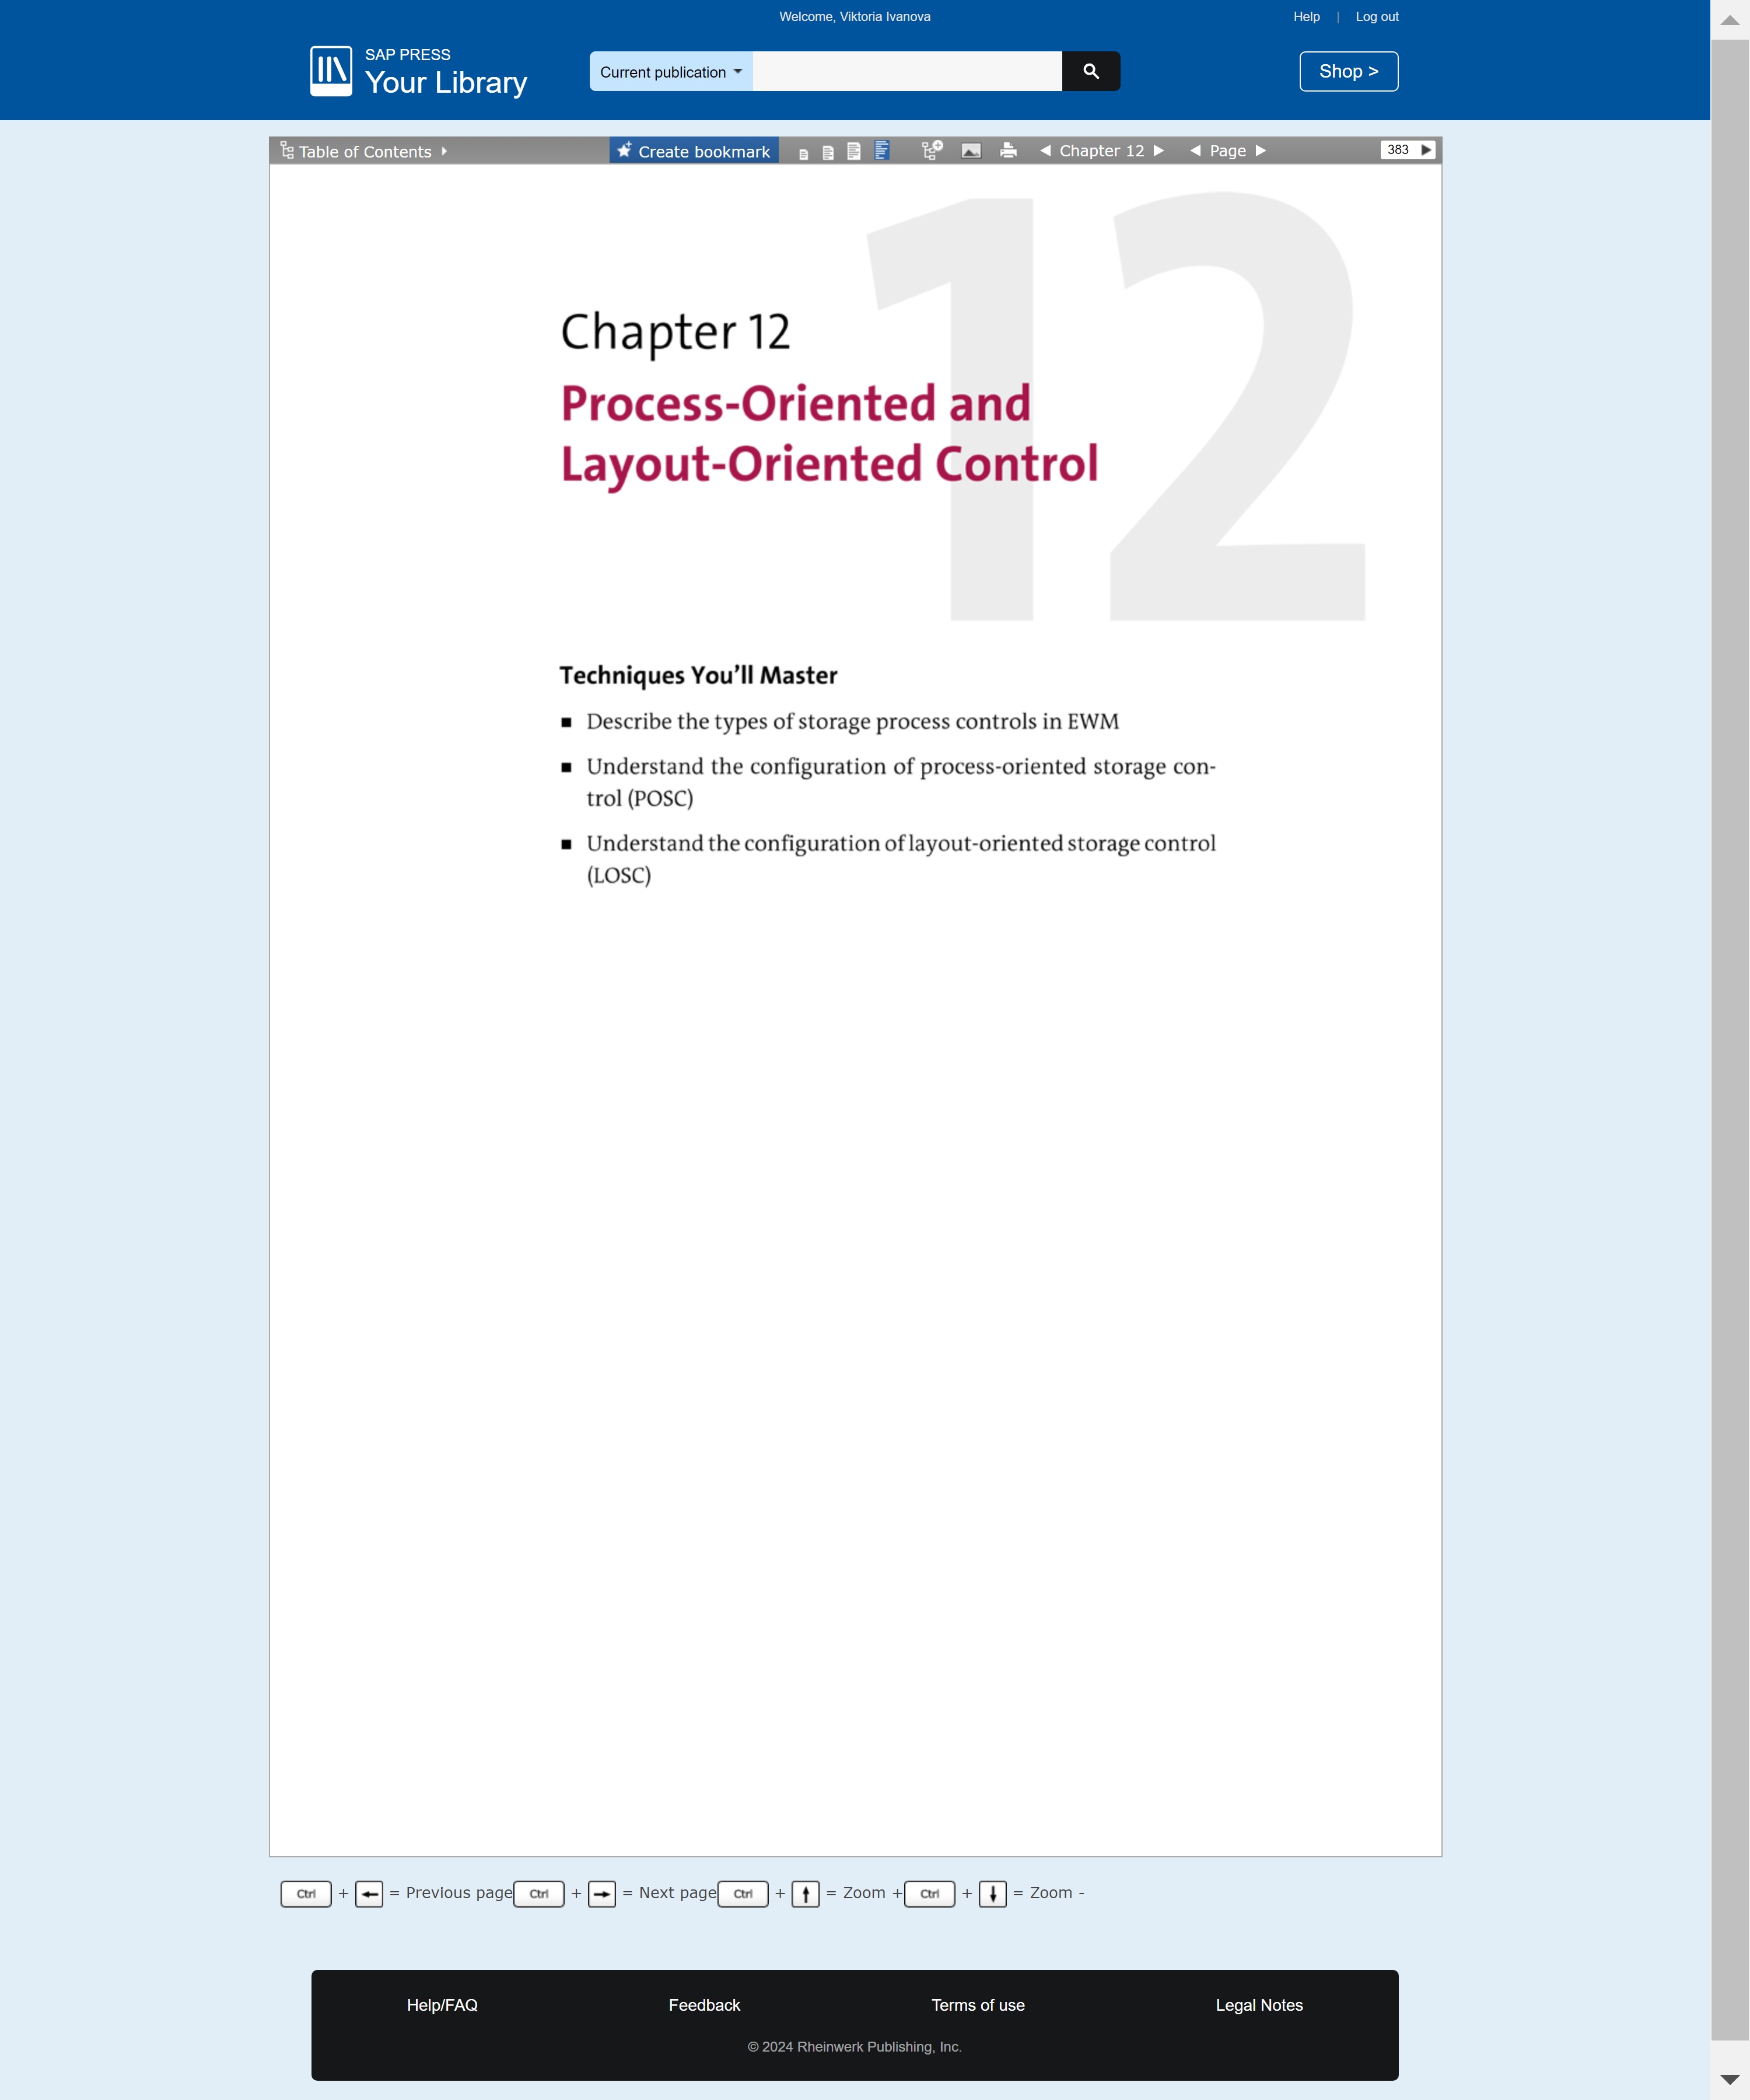 Welcome, Viktoria Ivanova
Help | Log out
SAP PRESS
Your Library
Current publication
Shop >
Table of Contents
Create bookmark
Chapter 12
Page
383
12
Chapter 12
Process-Oriented and
Layout-Oriented Control
Techniques You'll Master
■ Describe the types of storage process controls in EWM
■ Understand the configuration of process-oriented storage con-
trol (POSC)
■ Understand the configuration of layout-oriented storage control
(LOSC)
Ctrl + ← = Previous page Ctrl + → = Next page Ctrl + ↑ = Zoom + Ctrl + ↓ = Zoom -
Help/FAQ
Feedback
Terms of use
Legal Notes
© 2024 Rheinwerk Publishing, Inc.